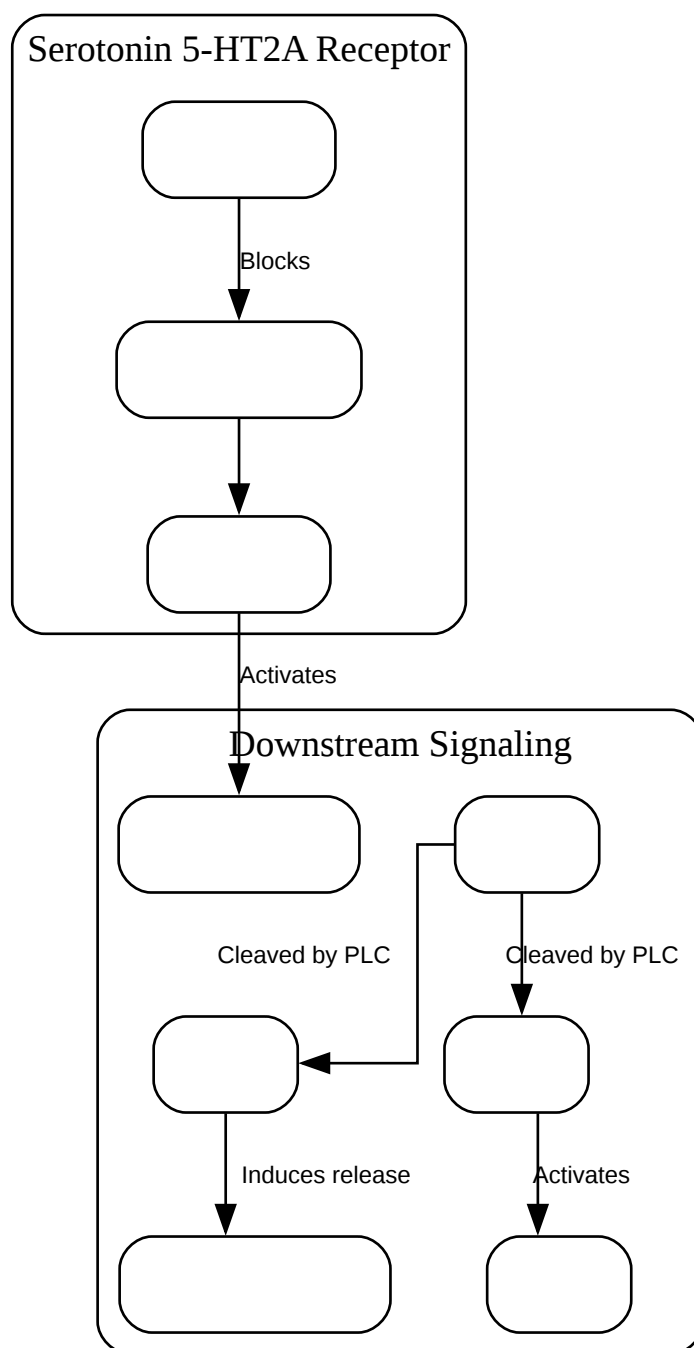 Serotonin 5-HT2A Receptor
Blocks
Activates
Downstream Signaling
Cleaved by PLC
Cleaved by PLC
Induces release
Activates